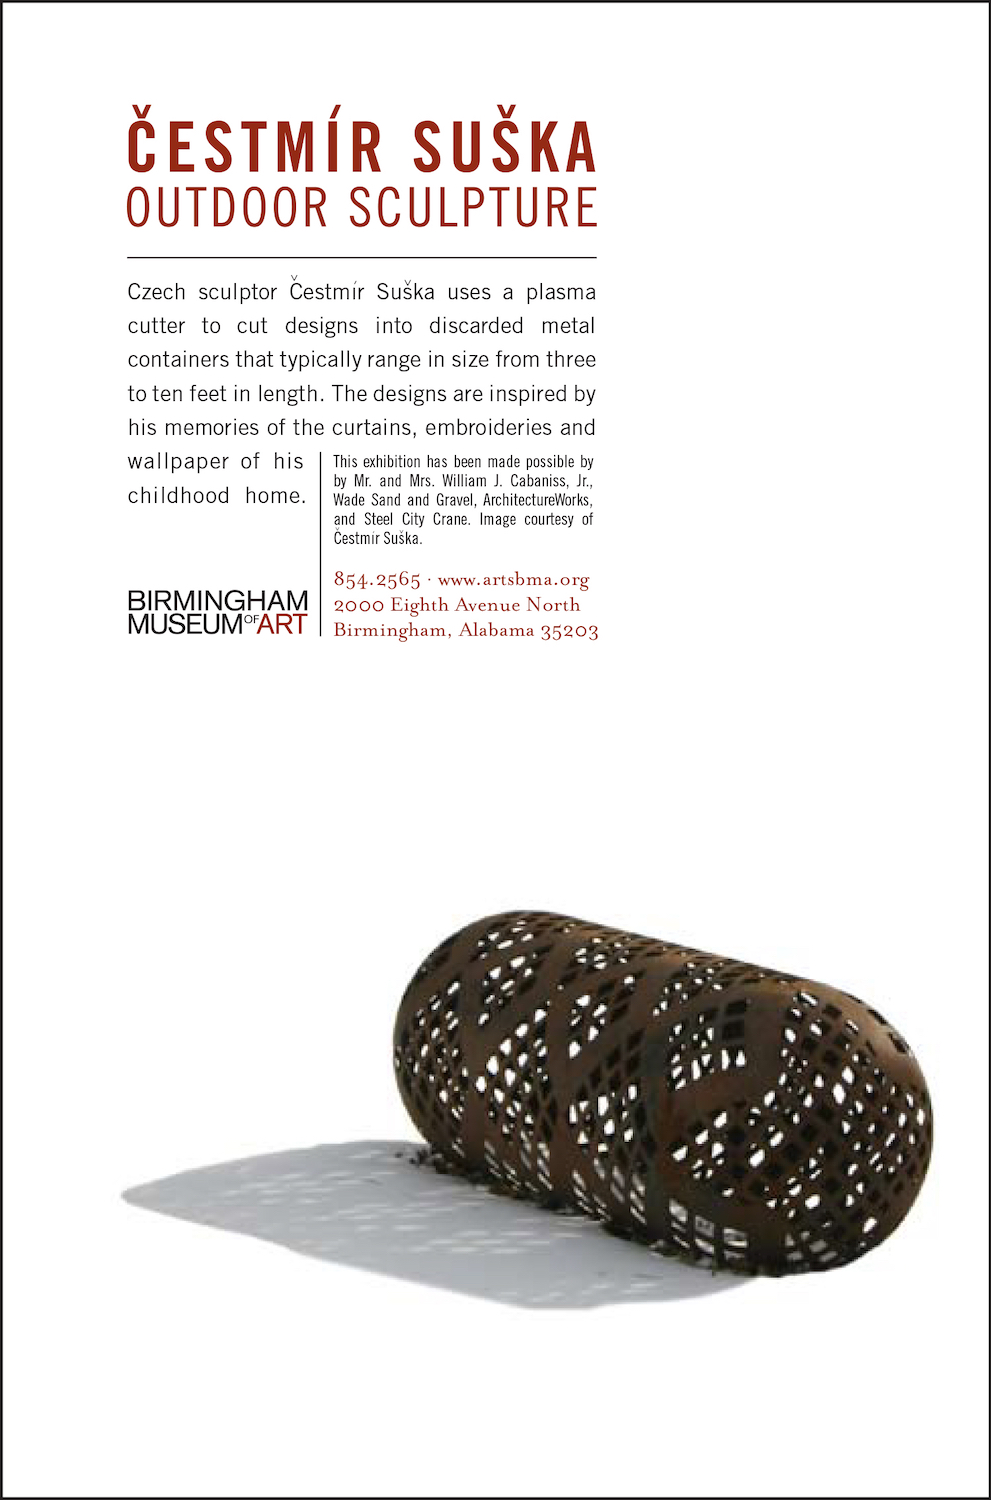 ČESTMÍR SUŠKA
OUTDOOR SCULPTURE
Czech sculptor Čestmír Suška uses a plasma
cutter to cut designs into discarded metal
containers that typically range in size from three
to ten feet in length. The designs are inspired by
his memories of the curtains, embroideries and
wallpaper of his
childhood home.
This exhibition has been made possible by
by Mr. and Mrs. William J. Cabaniss, Jr.,
Wade Sand and Gravel, ArchitectureWorks,
and Steel City Crane. Image courtesy of
Čestmír Suška.
854.2565 · www.artsbma.org
2000 Eighth Avenue North
Birmingham, Alabama 35203
BIRMINGHAM
MUSEUM OF ART